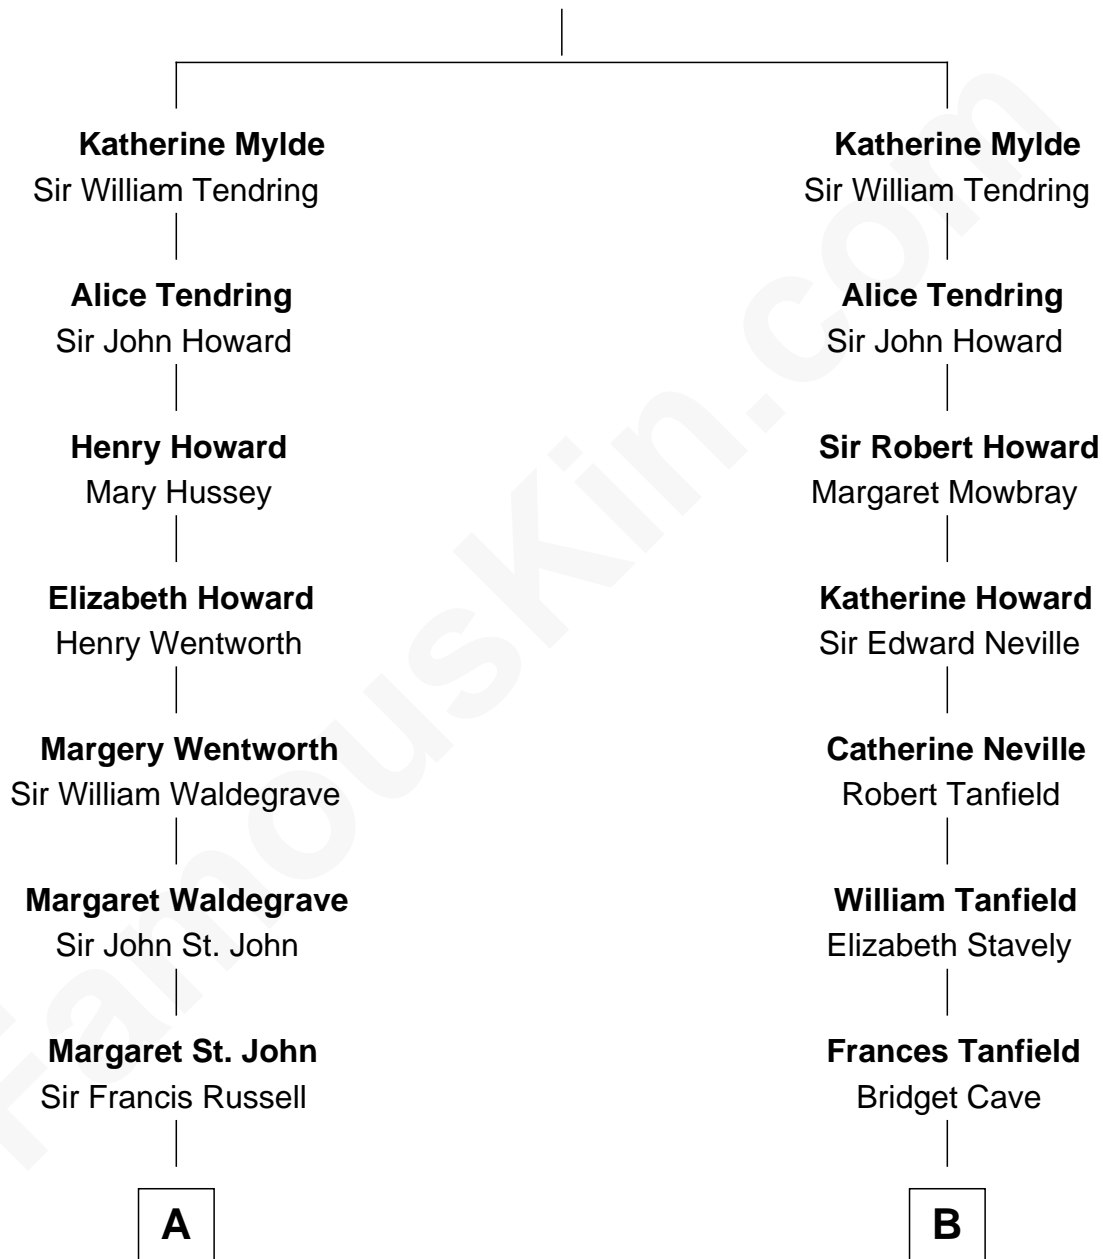 Katherine Mylde
Sir William Tendring
Alice Tendring
Sir John Howard
Henry Howard
Mary Hussey
Elizabeth Howard
Henry Wentworth
Margery Wentworth
Sir William Waldegrave
Margaret Waldegrave
Sir John St. John
Margaret St. John
Sir Francis Russell
A
Katherine Mylde
Sir William Tendring
Alice Tendring
Sir John Howard
Sir Robert Howard
Margaret Mowbray
Katherine Howard
Sir Edward Neville
Catherine Neville
Robert Tanfield
William Tanfield
Elizabeth Stavely
Frances Tanfield
Bridget Cave
B
FamousKin.com